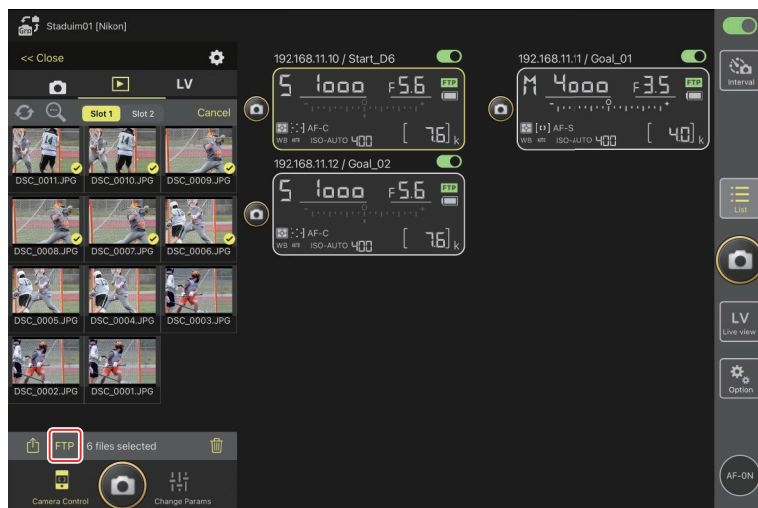 Grp
Staduim01 [Nikon]
<< Close
LV
Slot 1 Slot 2 Cancel
DSC_0011.JPG DSC_0010.JPG DSC_0009.JPG
DSC_0008.JPG DSC_0007.JPG DSC_0006.JPG
DSC_0005.JPG DSC_0004.JPG DSC_0003.JPG
DSC_0002.JPG DSC_0001.JPG
FTP 6 files selected
Camera Control Change Params
192.168.11.10 / Start_D6
S 1000 F5.6 FTP
- +
AF-C
WB ISO-AUTO 400 [ 7.6] k
192.168.11.11 / Goal_01
M 4000 F3.5 FTP
- +
AF-S
WB ISO-AUTO 400 [ 4.0] k
192.168.11.12 / Goal_02
S 1000 F5.6 FTP
- +
AF-C
WB ISO-AUTO 400 [ 7.6] k
Interval
List
LV
Live view
Option
AF-ON